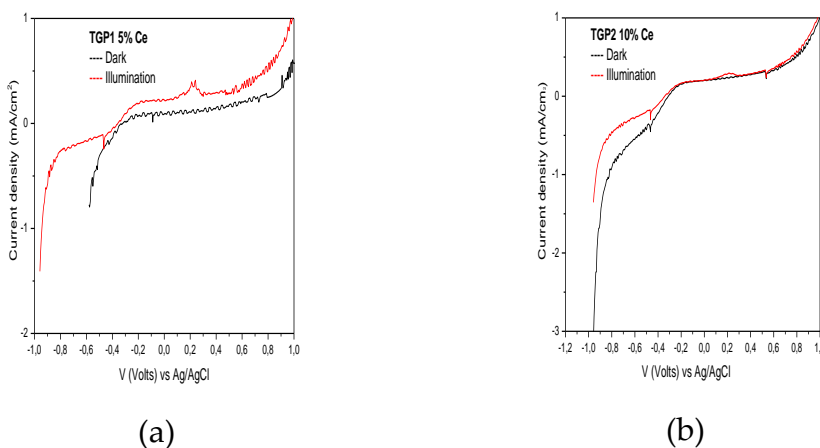 TGP1 5% Ce
Dark
Illumination
Current density (mA/cm²)
1
0
-1
-2
-1,0 -0,8 -0,6 -0,4 -0,2 0,0 0,2 0,4 0,6 0,8 1,0
V (Volts) vs Ag/AgCl
(a)
TGP2 10% Ce
Dark
Illumination
Current density (mA/cm₂)
1
0
-1
-2
-3
-1,2 -1,0 -0,8 -0,6 -0,4 -0,2 0,0 0,2 0,4 0,6 0,8 1,0
V (Volts) vs Ag/AgCl
(b)